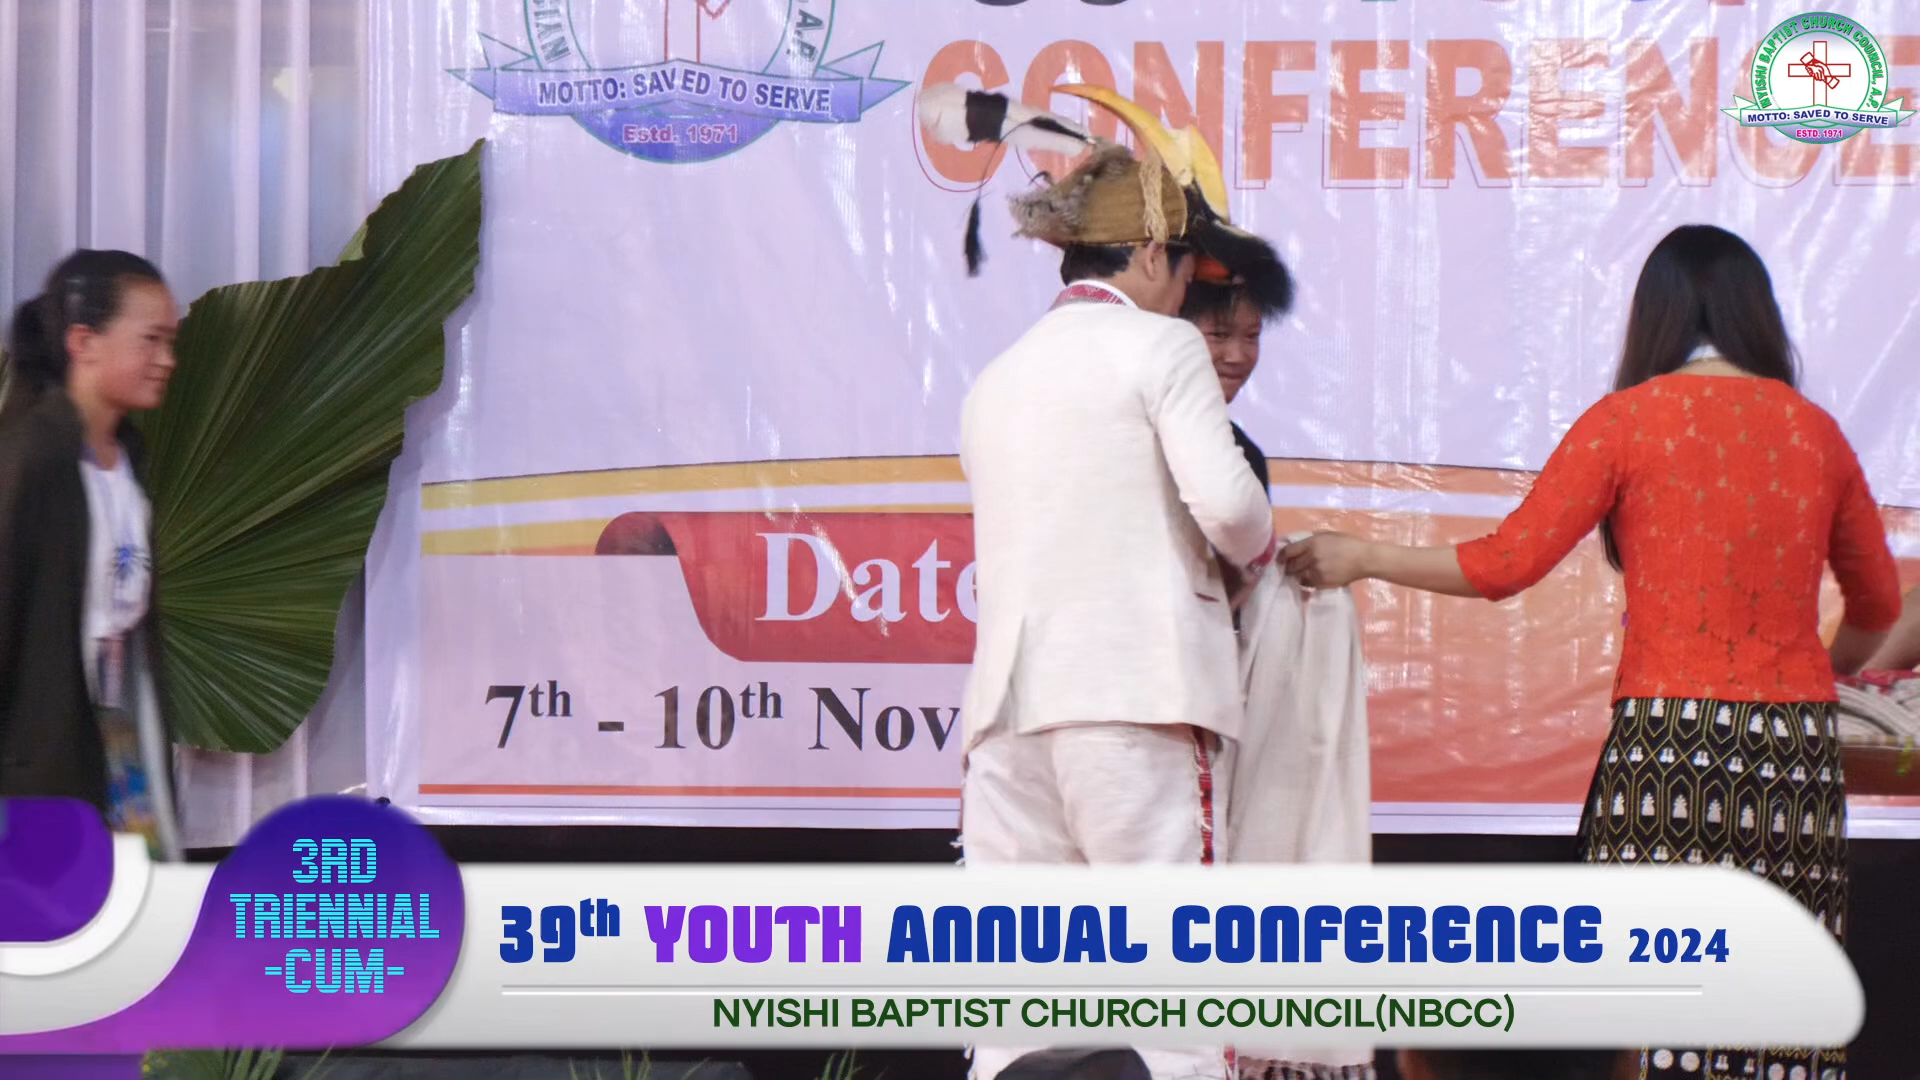 CONFERENCE
MOTTO: SAVED TO SERVE
Estd. 1971
NYISHI BAPTIST CHURCH COUNCIL, A.P.
MOTTO: SAVED TO SERVE
ESTD. 1971
Date
7th - 10th Nov
3RD
TRIENNIAL
-CUM-
39th YOUTH ANNUAL CONFERENCE 2024
NYISHI BAPTIST CHURCH COUNCIL(NBCC)